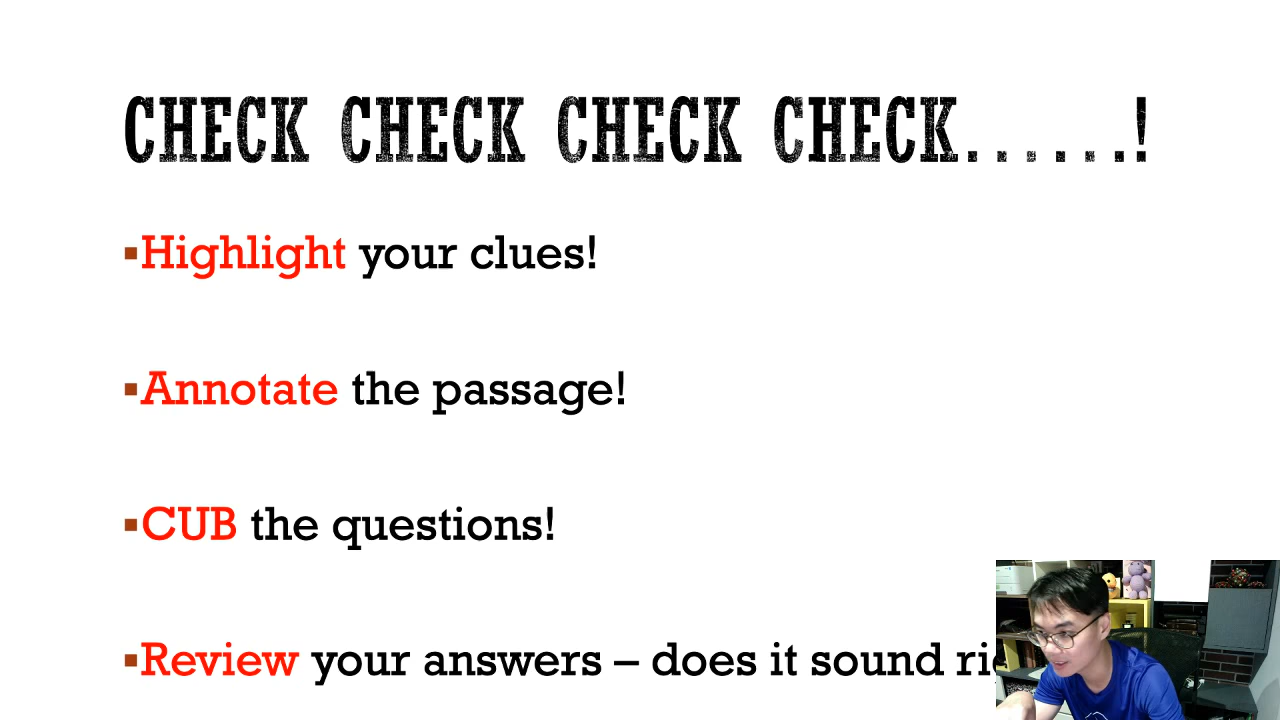 CHECK CHECK CHECK CHECK......!
▪Highlight your clues!
▪Annotate the passage!
▪CUB the questions!
▪Review your answers – does it sound